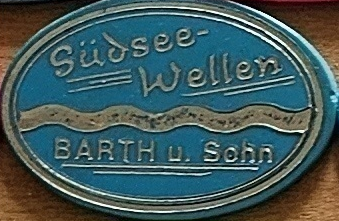 Südsee-
Wellen
BARTH u. Sohn